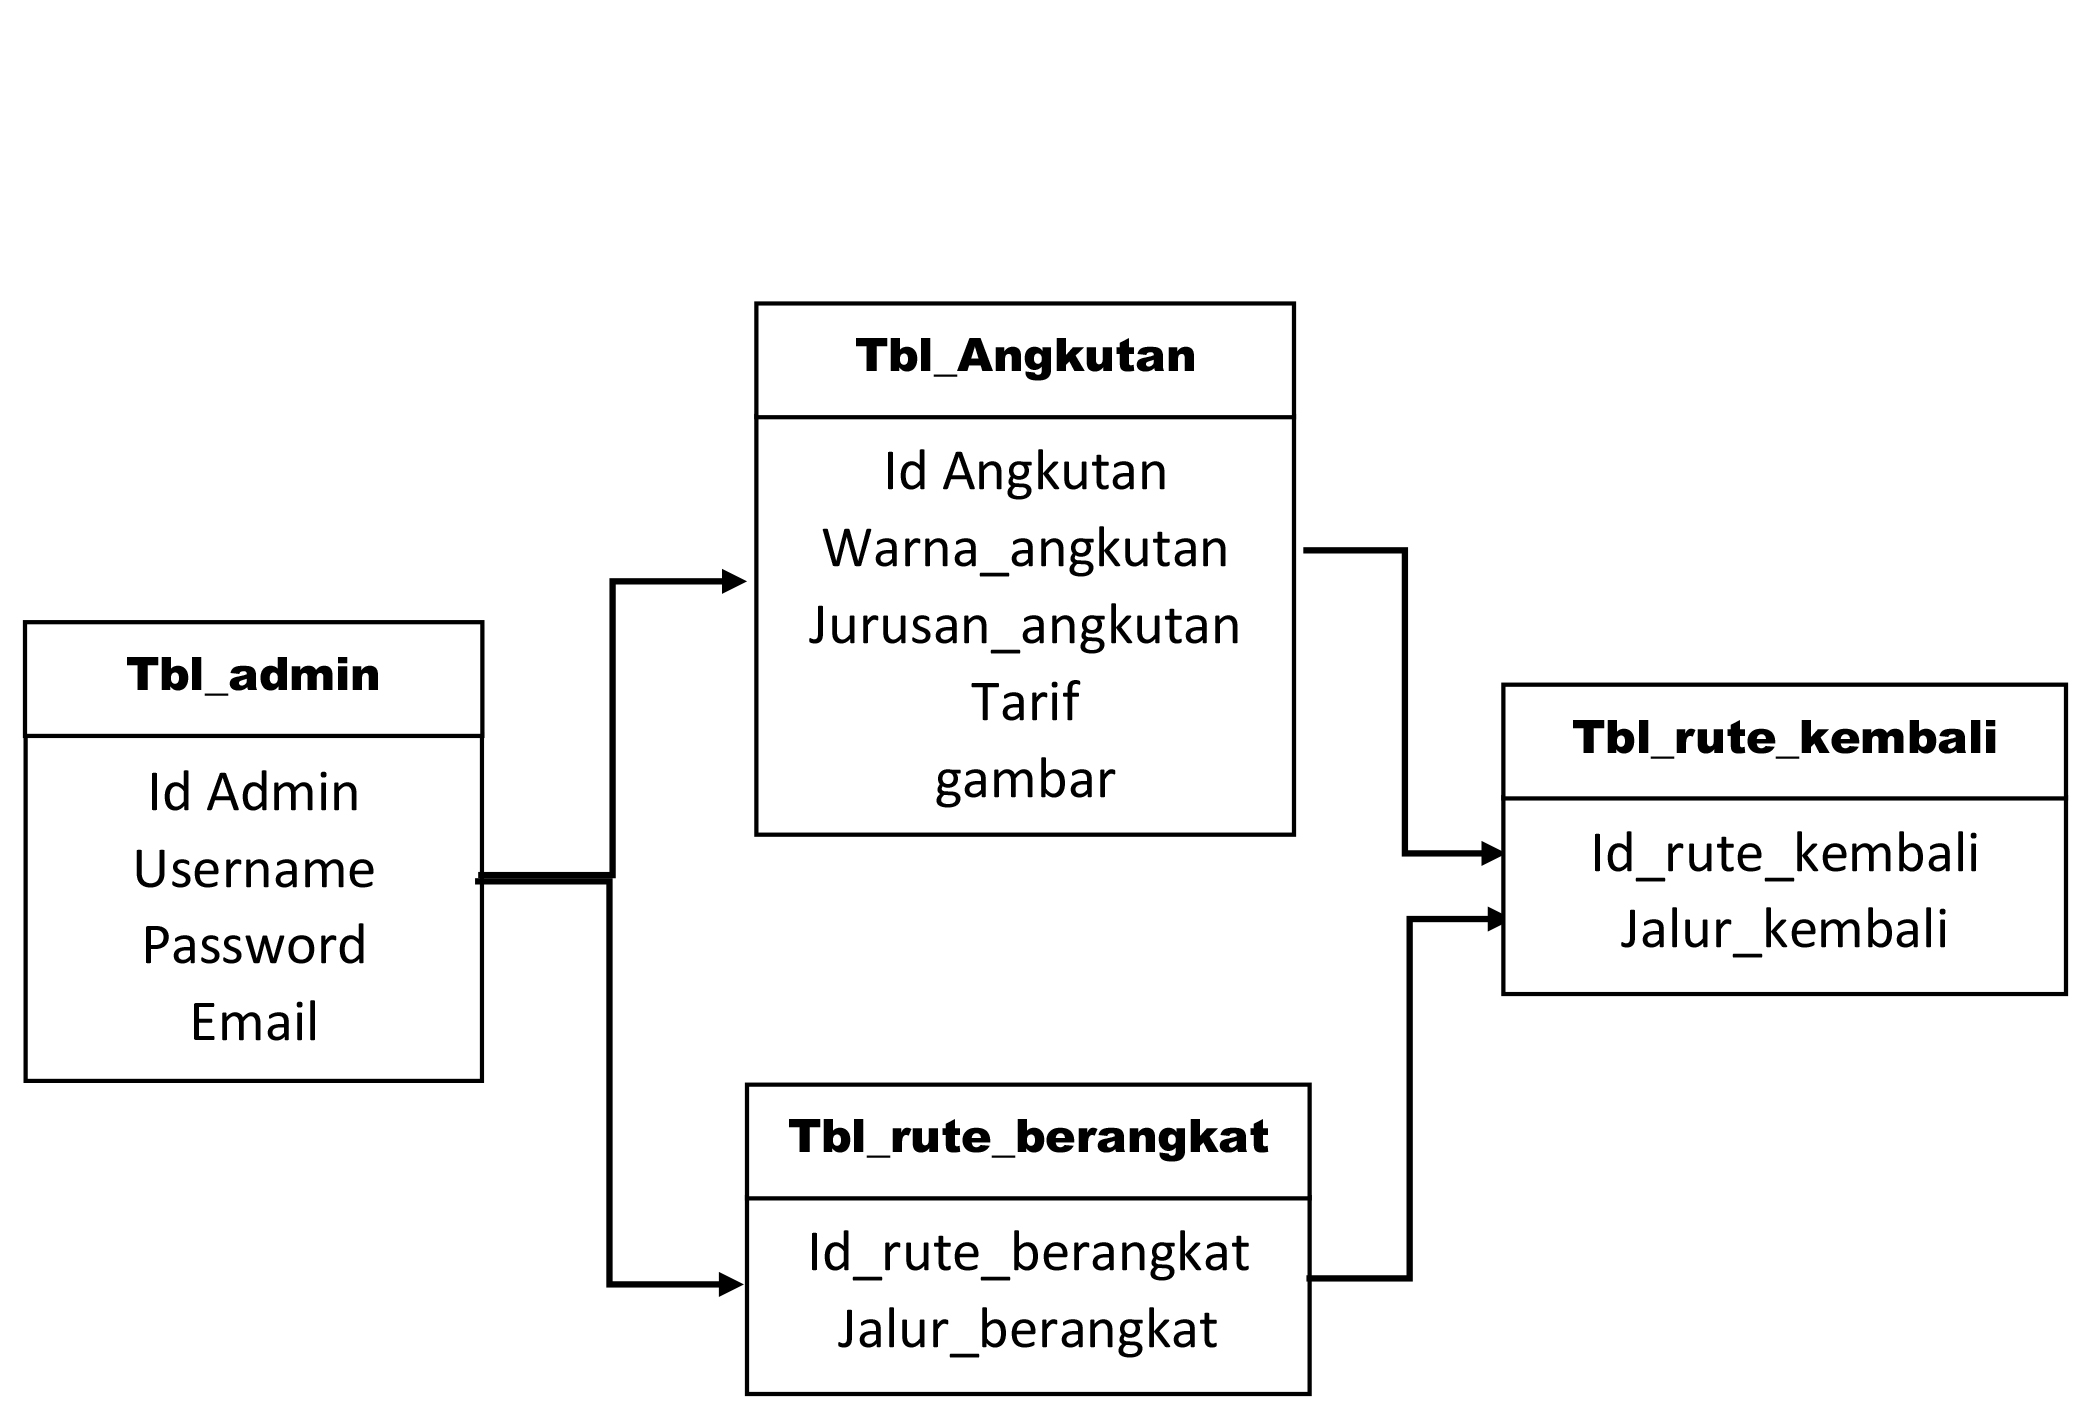 Tbl_Angkutan
Id Angkutan
Warna_angkutan
Jurusan_angkutan
Tarif
gambar
Tbl_admin
Id Admin
Username
Password
Email
Tbl_rute_kembali
Id_rute_kembali
Jalur_kembali
Tbl_rute_berangkat
Id_rute_berangkat
Jalur_berangkat